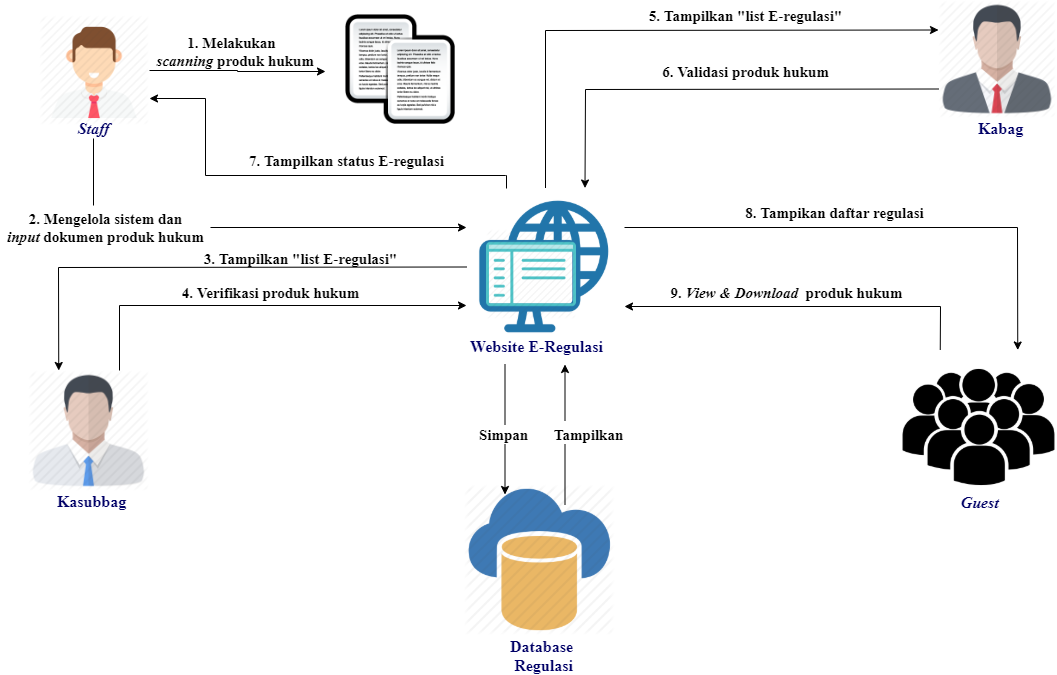 1. Melakukan
scanning produk hukum
5. Tampilkan "list E-regulasi"
6. Validasi produk hukum
Staff
Kabag
7. Tampilkan status E-regulasi
2. Mengelola sistem dan
input dokumen produk hukum
8. Tampikan daftar regulasi
3. Tampilkan "list E-regulasi"
4. Verifikasi produk hukum
9. View & Download produk hukum
Website E-Regulasi
Simpan
Tampilkan
Kasubbag
Guest
Database
Regulasi